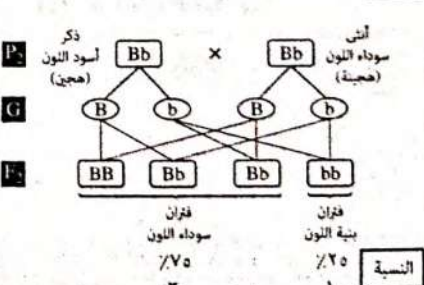 ذكر
أسود اللون
(هجين)
أنثى
سوداء اللون
(هجينة)
P₂ Bb × Bb
G B b B b
F₂ BB Bb Bb bb
فئران
سوداء اللون
فئران
بنية اللون
٪٧٥ ٪٢٥ النسبة